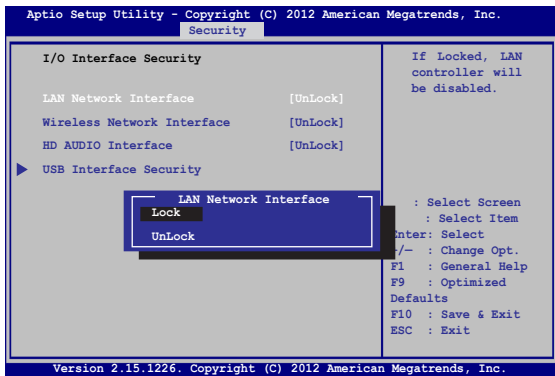 Aptio Setup Utility - Copyright (C) 2012 American Megatrends, Inc.
Security
I/O Interface Security
LAN Network Interface [UnLock]
Wireless Network Interface [UnLock]
HD AUDIO Interface [UnLock]
USB Interface Security
If Locked, LAN
controller will
be disabled.
LAN Network Interface
Lock
UnLock
: Select Screen
: Select Item
Enter: Select
+/— : Change Opt.
F1 : General Help
F9 : Optimized
Defaults
F10 : Save & Exit
ESC : Exit
Version 2.15.1226. Copyright (C) 2012 American Megatrends, Inc.